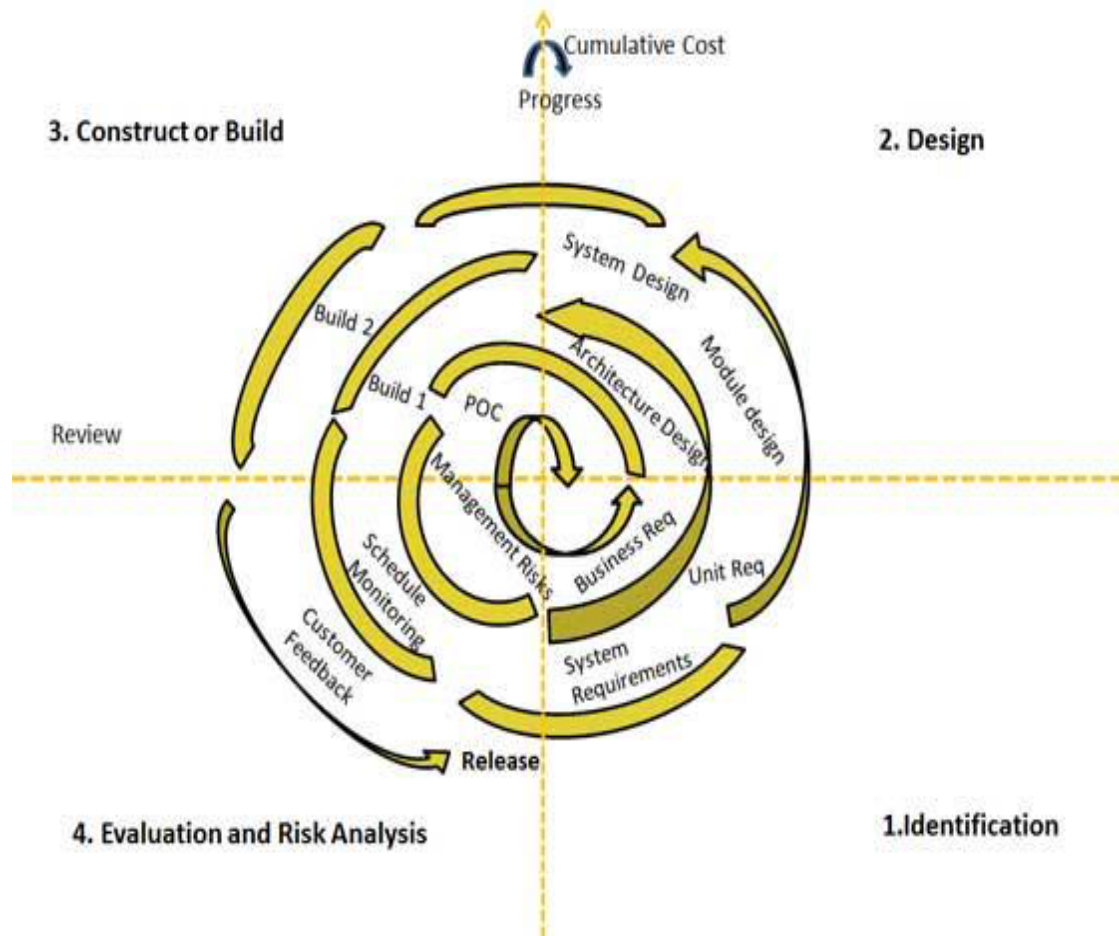 Cumulative Cost
Progress
3. Construct or Build
2. Design
System Design
Module design
Architecture Design
Build 2
Build 1
POC
Review
Management Risks
Business Req
Unit Req
Schedule
Monitoring
System
Requirements
Customer
Feedback
Release
4. Evaluation and Risk Analysis
1.Identification